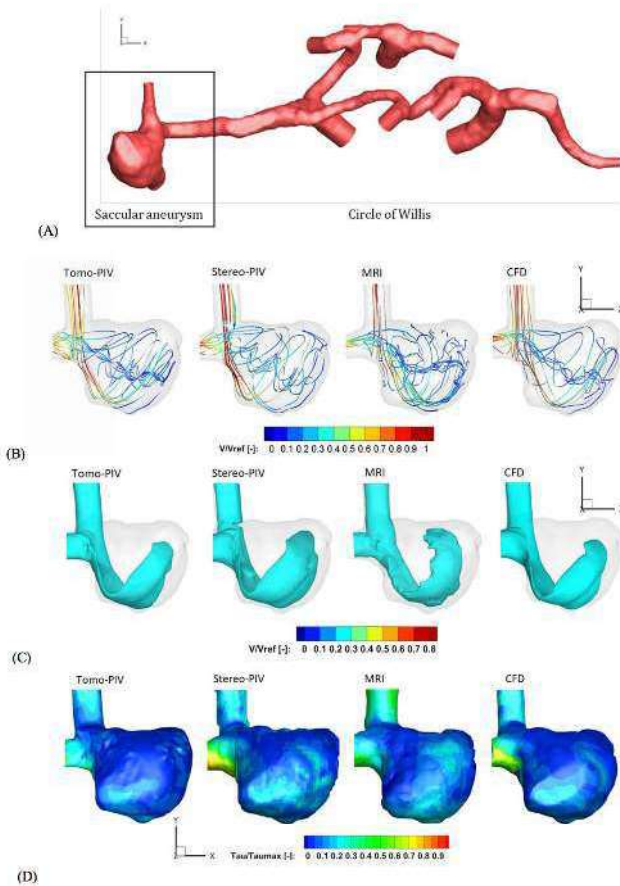 Y
X
Saccular aneurysm
Circle of Willis
(A)
Tomo-PIV Stereo-PIV MRI CFD
Y
X
V/Vref [-]: 0 0.1 0.2 0.3 0.4 0.5 0.6 0.7 0.8 0.9 1
(B)
Tomo-PIV Stereo-PIV MRI CFD
Y
V/Vref [-]: 0 0.1 0.2 0.3 0.4 0.5 0.6 0.7 0.8
(C)
Tomo-PIV Stereo-PIV MRI CFD
Y
Z X
Tau/Taumax [-]: 0 0.1 0.2 0.3 0.4 0.5 0.6 0.7 0.8 0.9
(D)